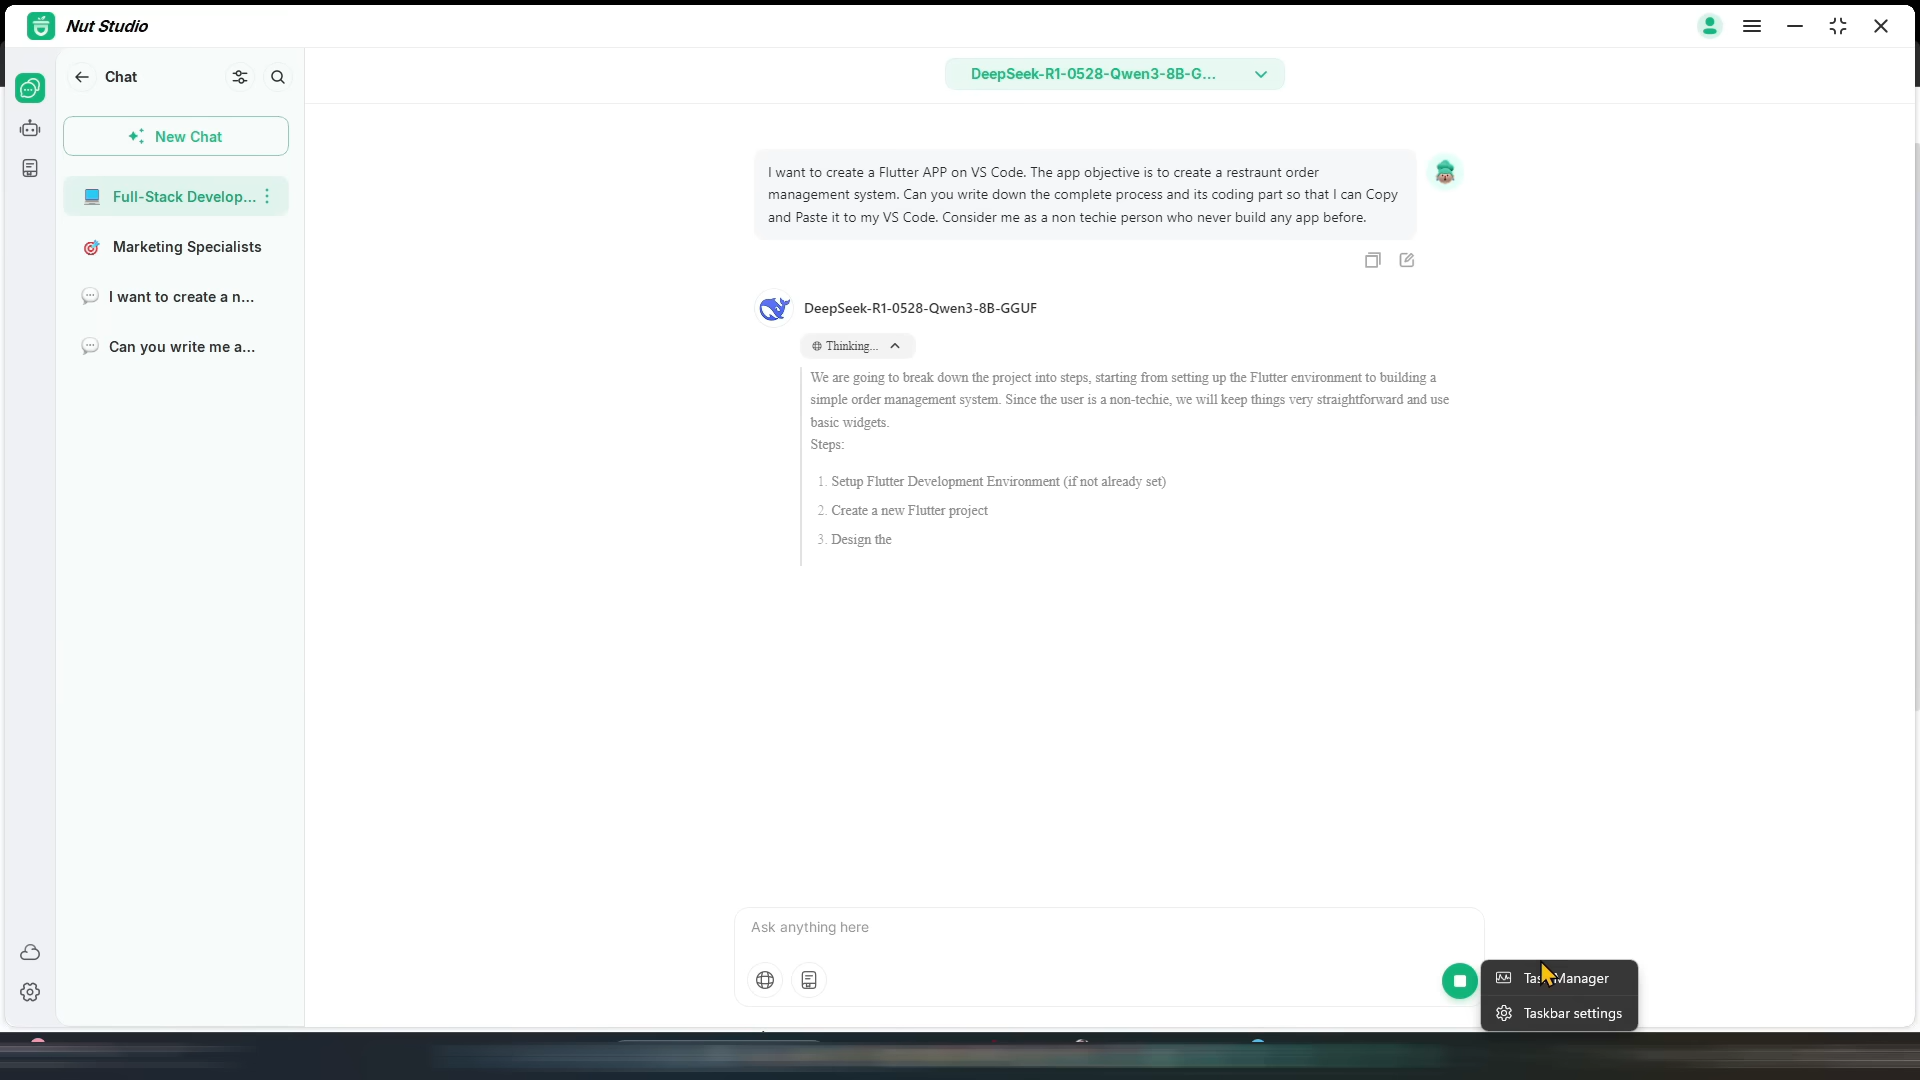 Nut Studio
Chat
New Chat
Full-Stack Develop...
Marketing Specialists
I want to create a n...
Can you write me a...
DeepSeek-R1-0528-Qwen3-8B-G...
I want to create a Flutter APP on VS Code. The app objective is to create a restraunt order
management system. Can you write down the complete process and its coding part so that I can Copy
and Paste it to my VS Code. Consider me as a non techie person who never build any app before.
DeepSeek-R1-0528-Qwen3-8B-GGUF
Thinking...
We are going to break down the project into steps, starting from setting up the Flutter environment to building a
simple order management system. Since the user is a non-techie, we will keep things very straightforward and use
basic widgets.
Steps:
1. Setup Flutter Development Environment (if not already set)
2. Create a new Flutter project
3. Design the
Ask anything here
Task Manager
Taskbar settings